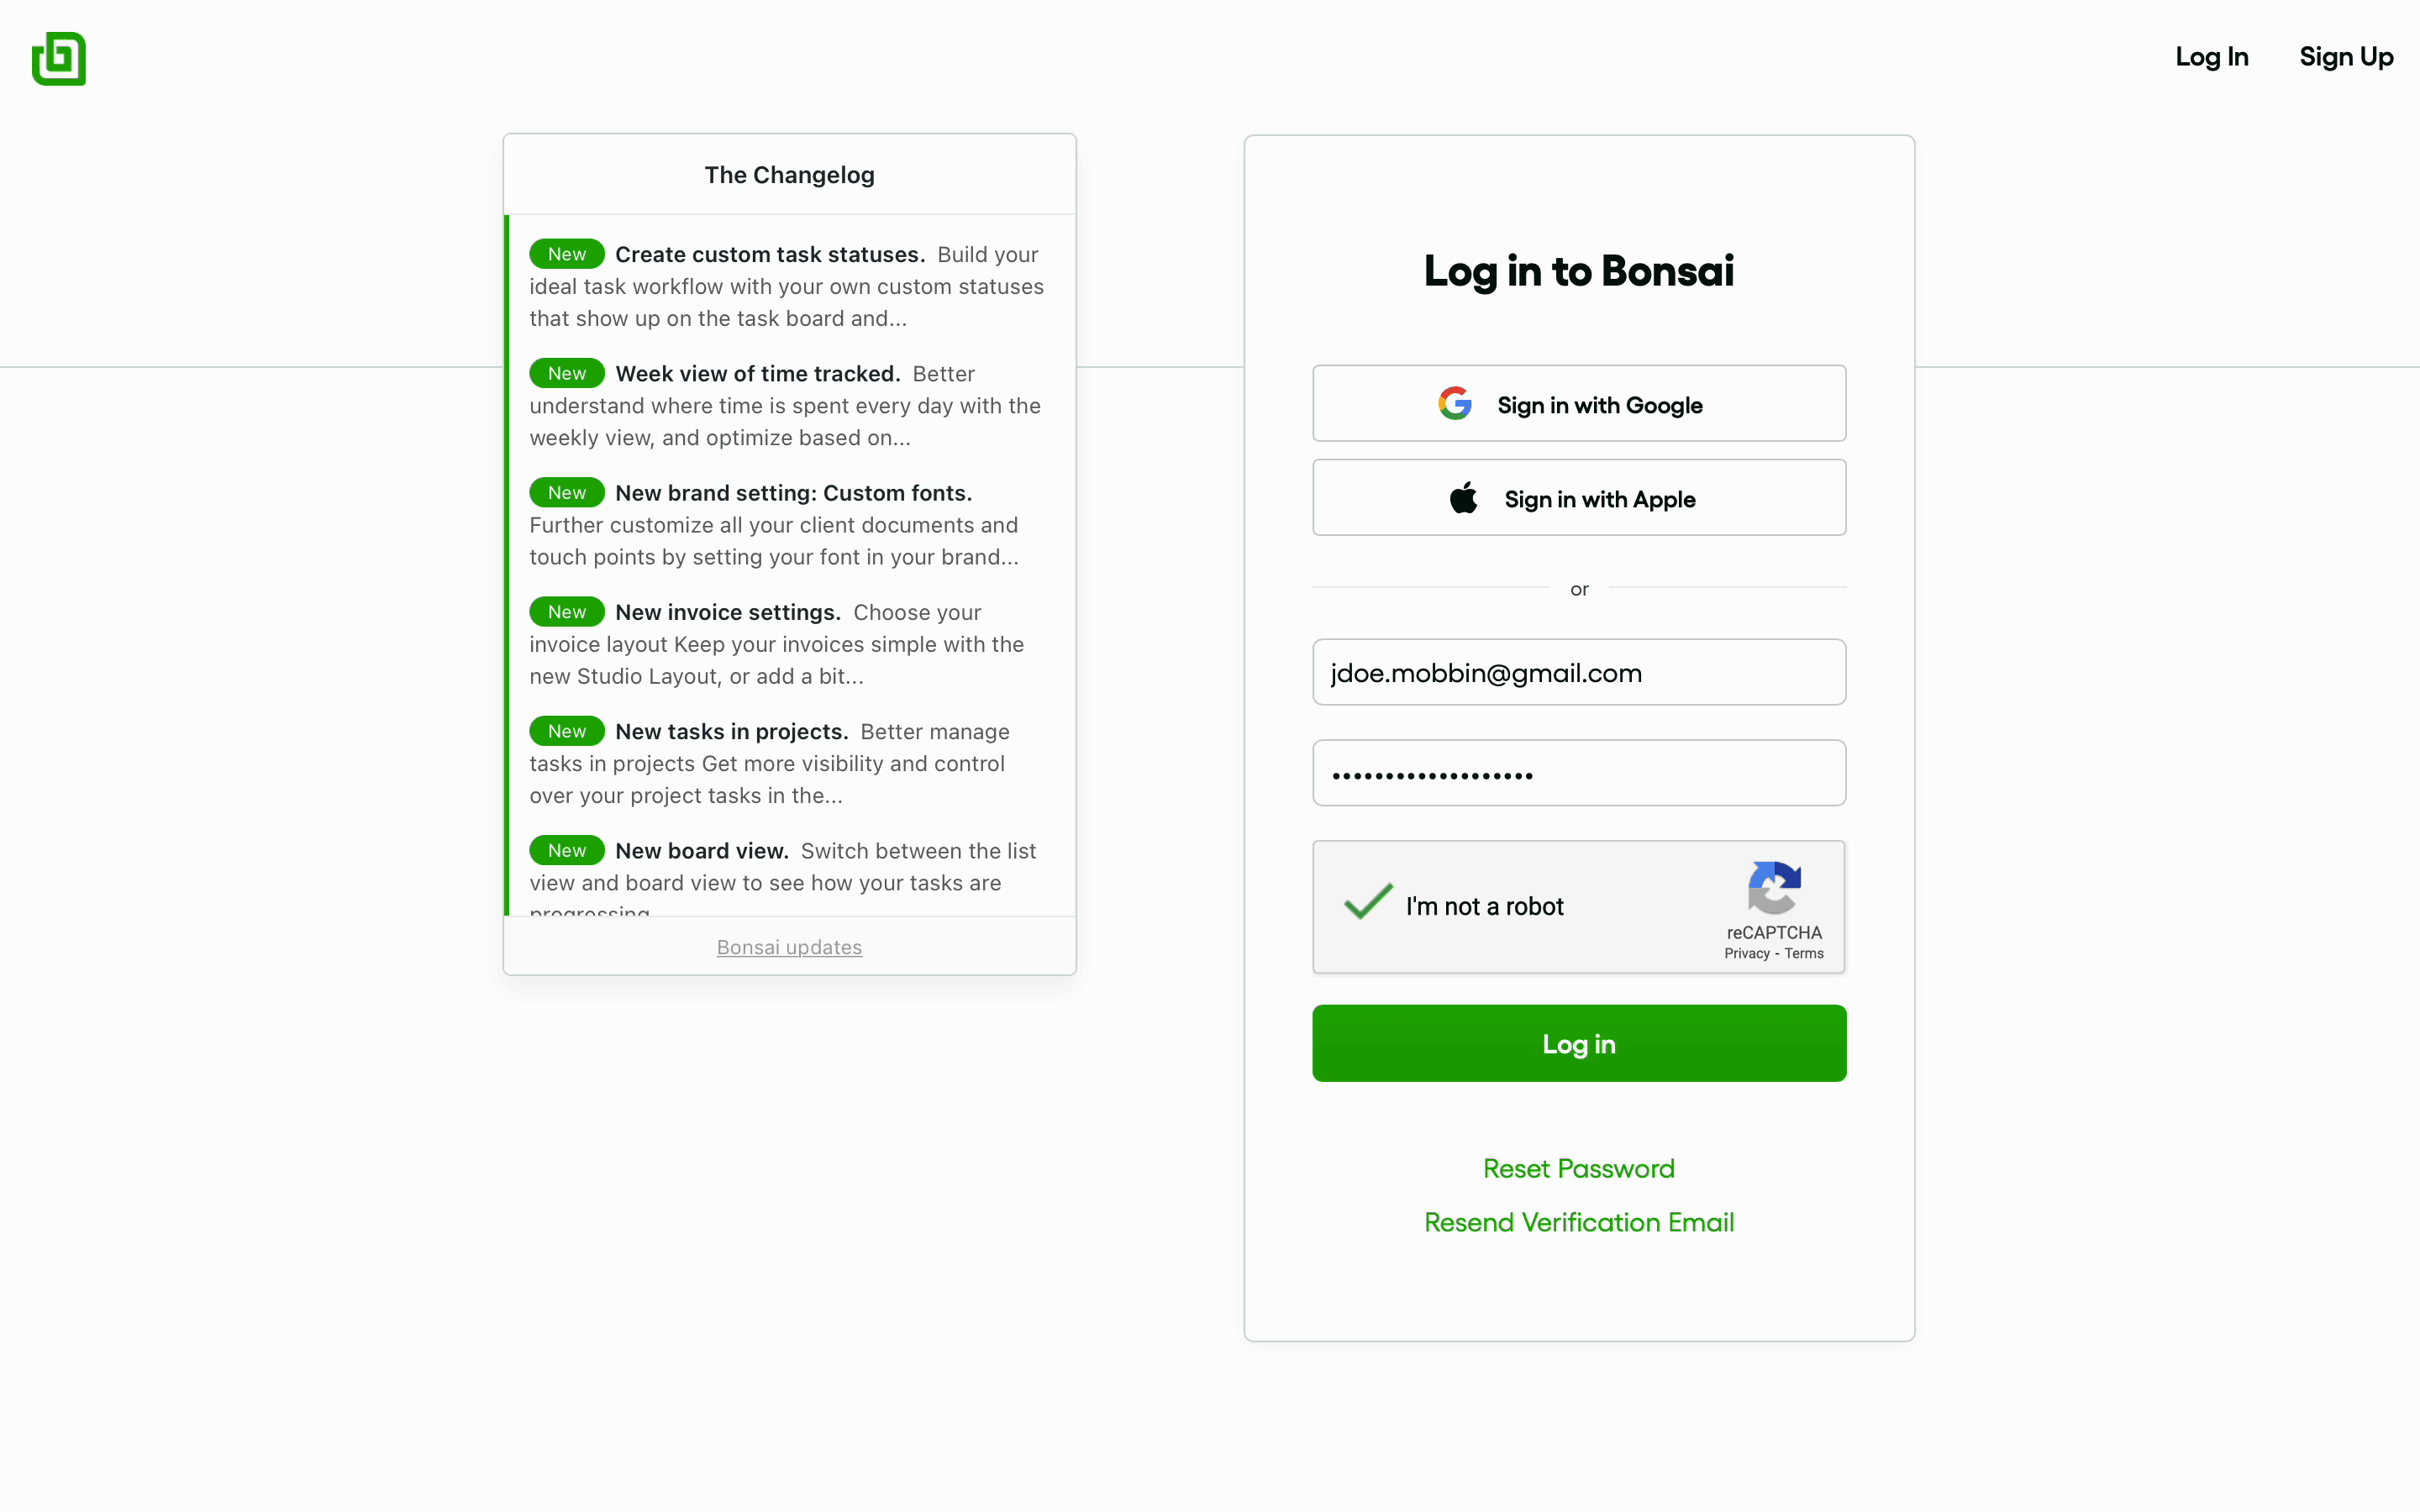 Log In
Sign Up
The Changelog
New Create custom task statuses. Build your
ideal task workflow with your own custom statuses
that show up on the task board and...
New Week view of time tracked. Better
understand where time is spent every day with the
weekly view, and optimize based on...
New New brand setting: Custom fonts.
Further customize all your client documents and
touch points by setting your font in your brand...
New New invoice settings. Choose your
invoice layout Keep your invoices simple with the
new Studio Layout, or add a bit...
New New tasks in projects. Better manage
tasks in projects Get more visibility and control
over your project tasks in the...
New New board view. Switch between the list
view and board view to see how your tasks are
progressing
Bonsai updates
Log in to Bonsai
Sign in with Google
Sign in with Apple
or
jdoe.mobbin@gmail.com
I'm not a robot
reCAPTCHA
Privacy - Terms
Log in
Reset Password
Resend Verification Email